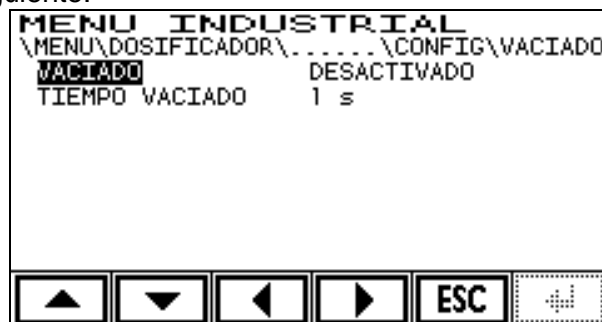 MENU INDUSTRIAL
\MENU\DOSIFICADOR\......\CONFIG\VACIADO
VACIADO DESACTIVADO
TIEMPO VACIADO 1 s
ESC